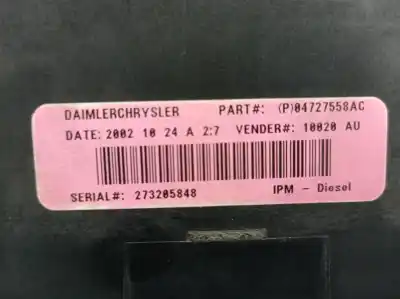 DAIMLERCHRYSLER PART#: (P)04727558AC
DATE: 2002 10 24 A 2:7 VENDER#: 10020 AU
SERIAL#: 273205848 IPM - Diesel